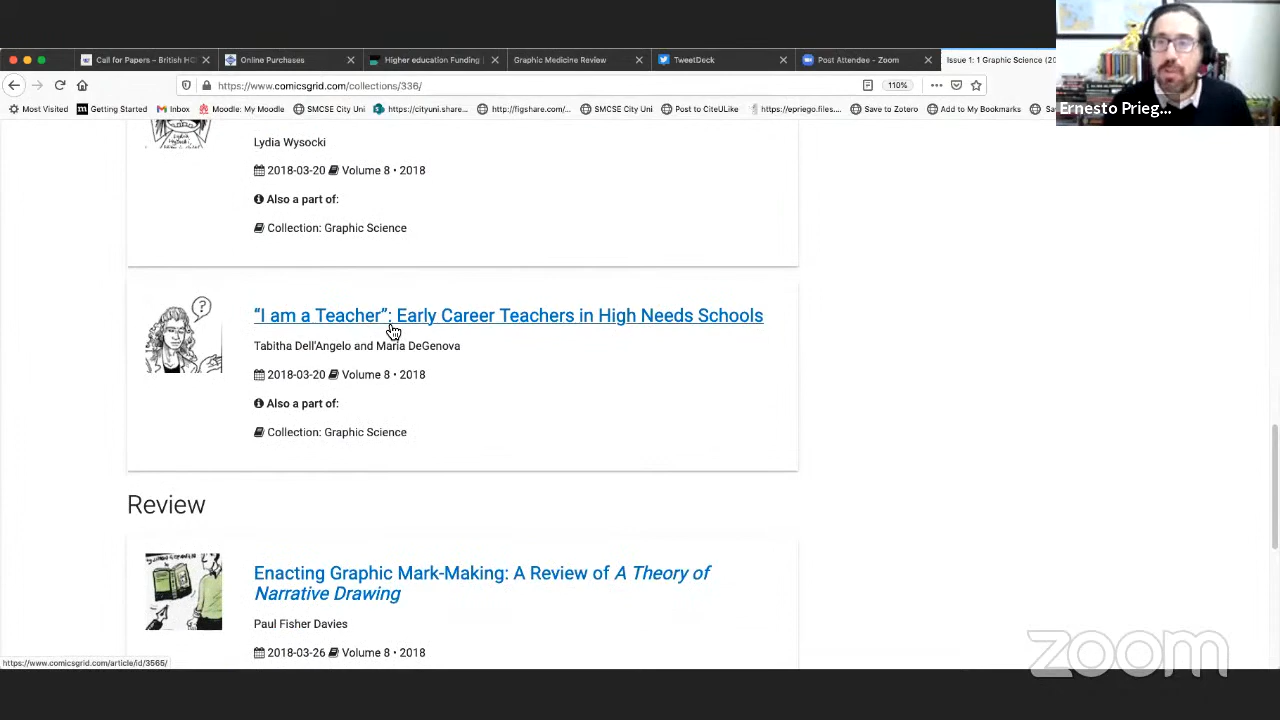 Call for Papers – British HC
Online Purchases
Higher education Funding
Graphic Medicine Review
TweetDeck
Post Attendee - Zoom
Issue 1: 1 Graphic Science (20
https://www.comicsgrid.com/collections/336/
110%
Most Visited
Getting Started
Inbox
Moodle: My Moodle
SMCSE City Uni
cityuni.share...
http://figshare.com/...
SMCSE City Uni
Post to CiteULike
https://epriego.files....
Save to Zotero
Add to My Bookmarks
Sa
Ernesto Prieg...
Lydia Wysocki
2018-03-20 Volume 8 • 2018
Also a part of:
Collection: Graphic Science
?
“I am a Teacher”: Early Career Teachers in High Needs Schools
Tabitha Dell'Angelo and Maria DeGenova
2018-03-20 Volume 8 • 2018
Also a part of:
Collection: Graphic Science
Review
Enacting Graphic Mark-Making: A Review of A Theory of
Narrative Drawing
Paul Fisher Davies
2018-03-26 Volume 8 • 2018
https://www.comicsgrid.com/article/id/3565/
zoom